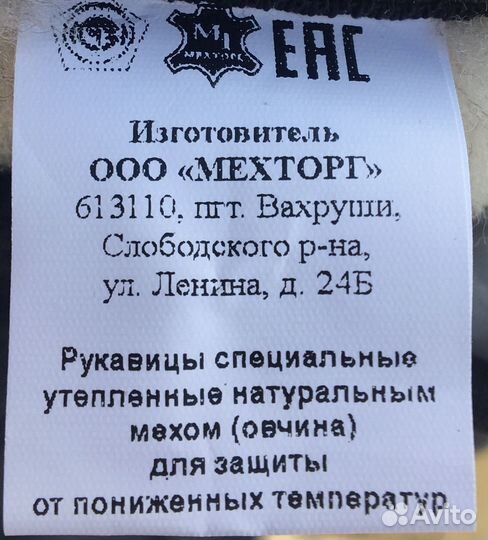 М
МЕХТОРГ
ЕАС
Изготовитель
ООО «МЕХТОРГ»
613110, пгт. Вахруши,
Слободского р-на,
ул. Ленина, д. 24Б
Рукавицы специальные
утепленные натуральным
мехом (овчина)
для защиты
от пониженных температур
Avito